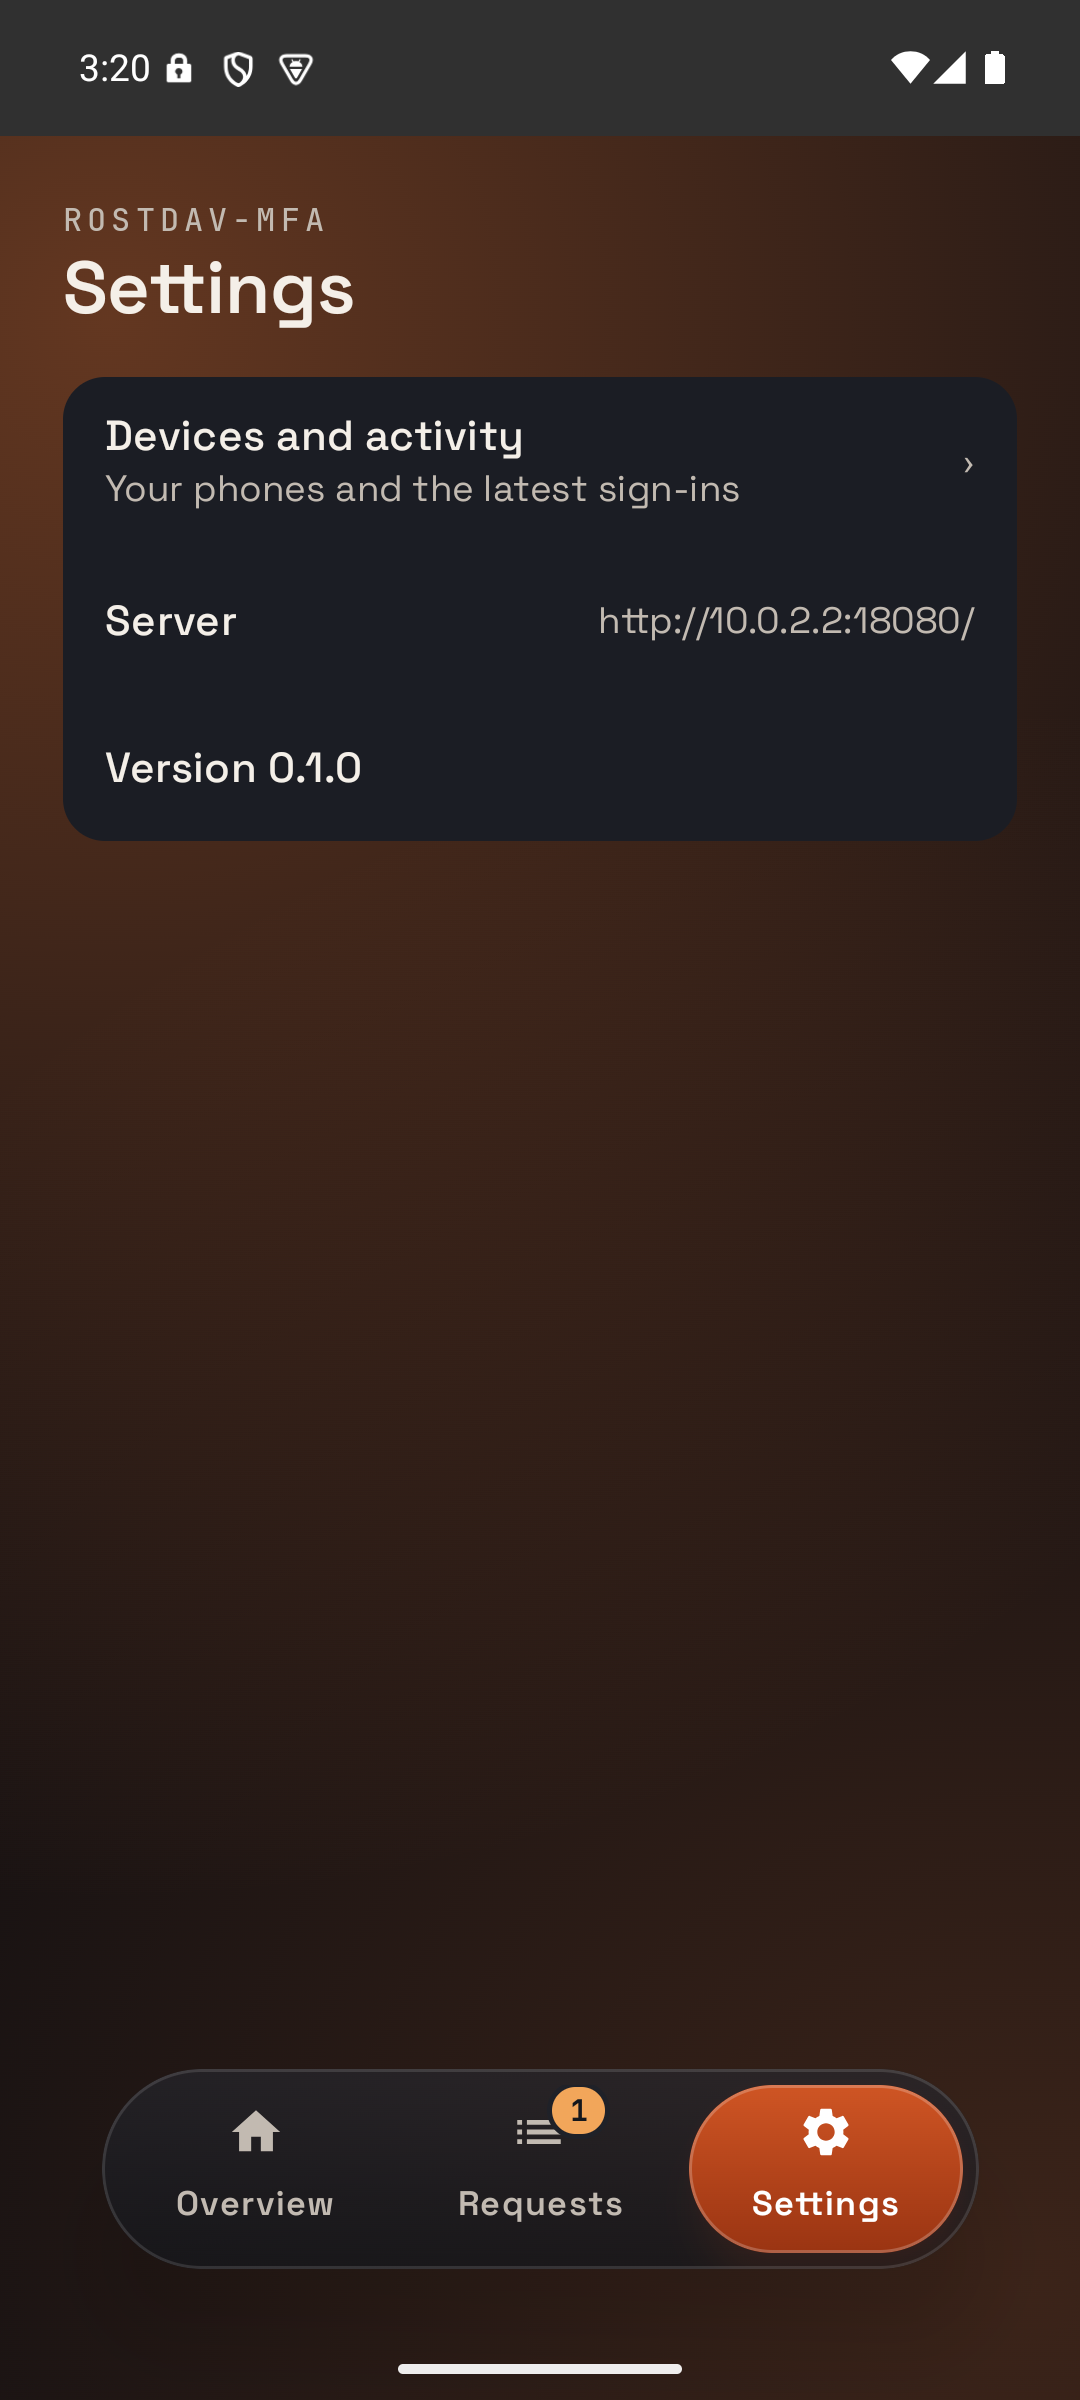 3:20
ROSTDAV-MFA
Settings
Devices and activity
Your phones and the latest sign-ins
›
Server
http://10.0.2.2:18080/
Version 0.1.0
1
Overview
Requests
Settings